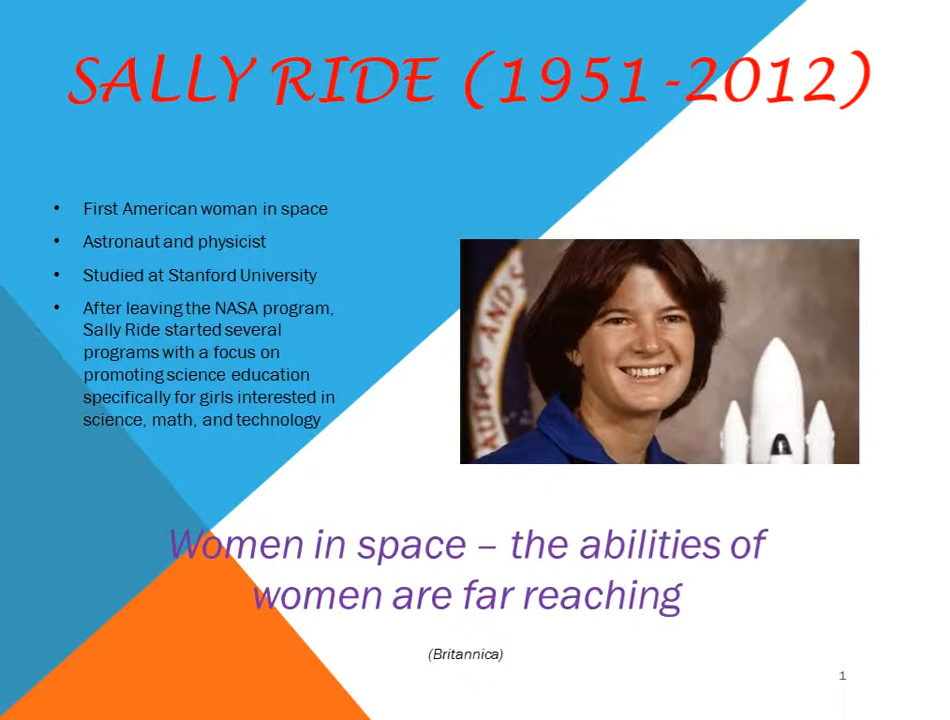 SALLY RIDE (1951-2012)
• First American woman in space
• Astronaut and physicist
• Studied at Stanford University
• After leaving the NASA program,
Sally Ride started several
programs with a focus on
promoting science education
specifically for girls interested in
science, math, and technology
AUTICS AND S
Women in space – the abilities of
women are far reaching
(Britannica)
1